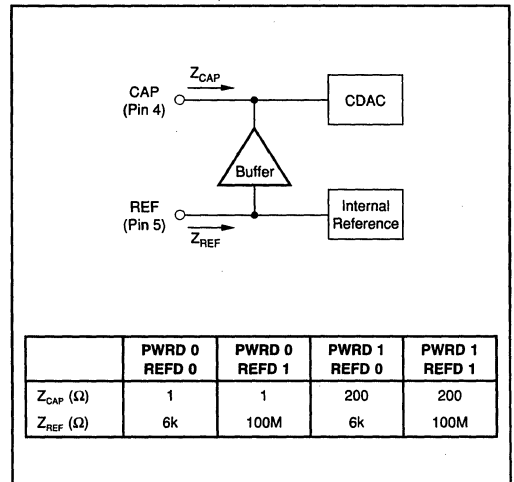 Z_CAP
CAP
(Pin 4)
CDAC
Buffer
REF
(Pin 5)
Z_REF
Internal
Reference
PWRD 0 REFD 0 PWRD 0 REFD 1 PWRD 1 REFD 0 PWRD 1 REFD 1
Z_CAP (Ω) 1 1 200 200
Z_REF (Ω) 6k 100M 6k 100M